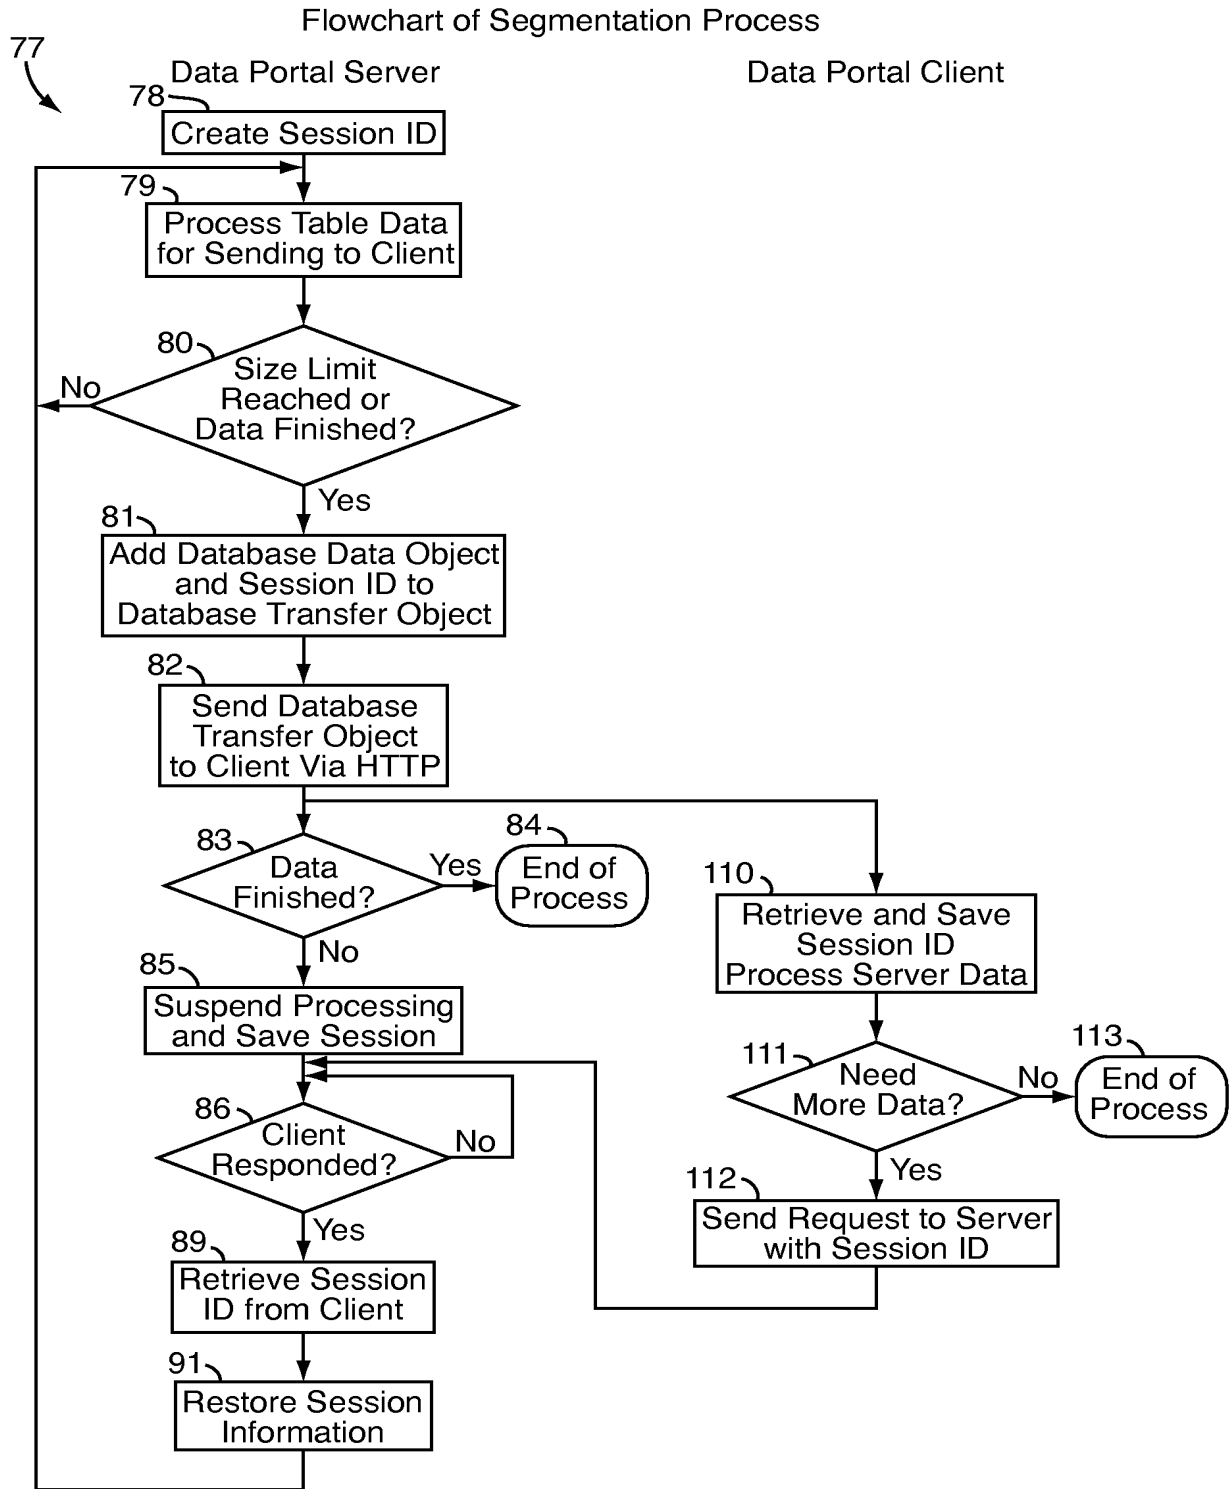 Flowchart of Segmentation Process
77
Data Portal Server
Data Portal Client
78
Create Session ID
79
Process Table Data
for Sending to Client
80
Size Limit
Reached or
Data Finished?
No
Yes
81
Add Database Data Object
and Session ID to
Database Transfer Object
82
Send Database
Transfer Object
to Client Via HTTP
83
Data
Finished?
Yes
84
End of
Process
No
110
Retrieve and Save
Session ID
Process Server Data
85
Suspend Processing
and Save Session
111
Need
More Data?
No
113
End of
Process
86
Client
Responded?
No
Yes
Yes
112
Send Request to Server
with Session ID
89
Retrieve Session
ID from Client
91
Restore Session
Information